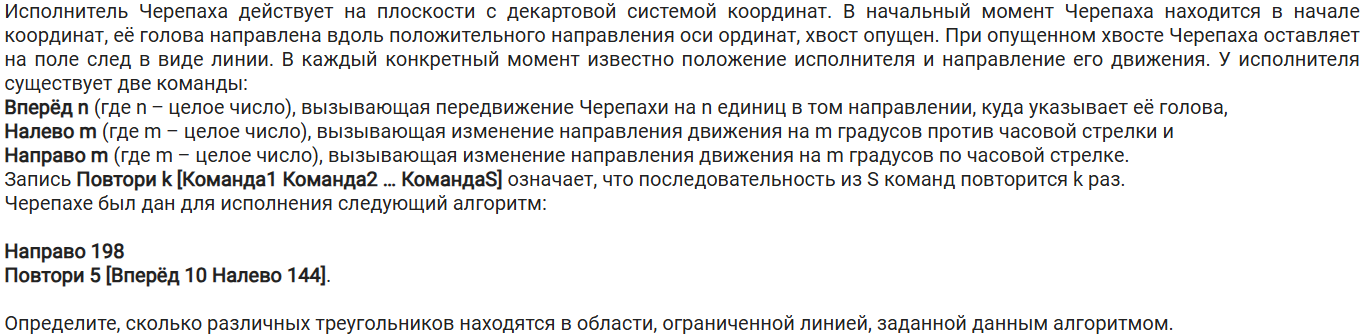 Исполнитель Черепаха действует на плоскости с декартовой системой координат. В начальный момент Черепаха находится в начале
координат, её голова направлена вдоль положительного направления оси ординат, хвост опущен. При опущенном хвосте Черепаха оставляет
на поле след в виде линии. В каждый конкретный момент известно положение исполнителя и направление его движения. У исполнителя
существует две команды:
Вперёд n (где n – целое число), вызывающая передвижение Черепахи на n единиц в том направлении, куда указывает её голова,
Налево m (где m – целое число), вызывающая изменение направления движения на m градусов против часовой стрелки и
Направо m (где m – целое число), вызывающая изменение направления движения на m градусов по часовой стрелке.
Запись Повтори k [Команда1 Команда2 … КомандаS] означает, что последовательность из S команд повторится k раз.
Черепахе был дан для исполнения следующий алгоритм:
Направо 198
Повтори 5 [Вперёд 10 Налево 144].
Определите, сколько различных треугольников находятся в области, ограниченной линией, заданной данным алгоритмом.